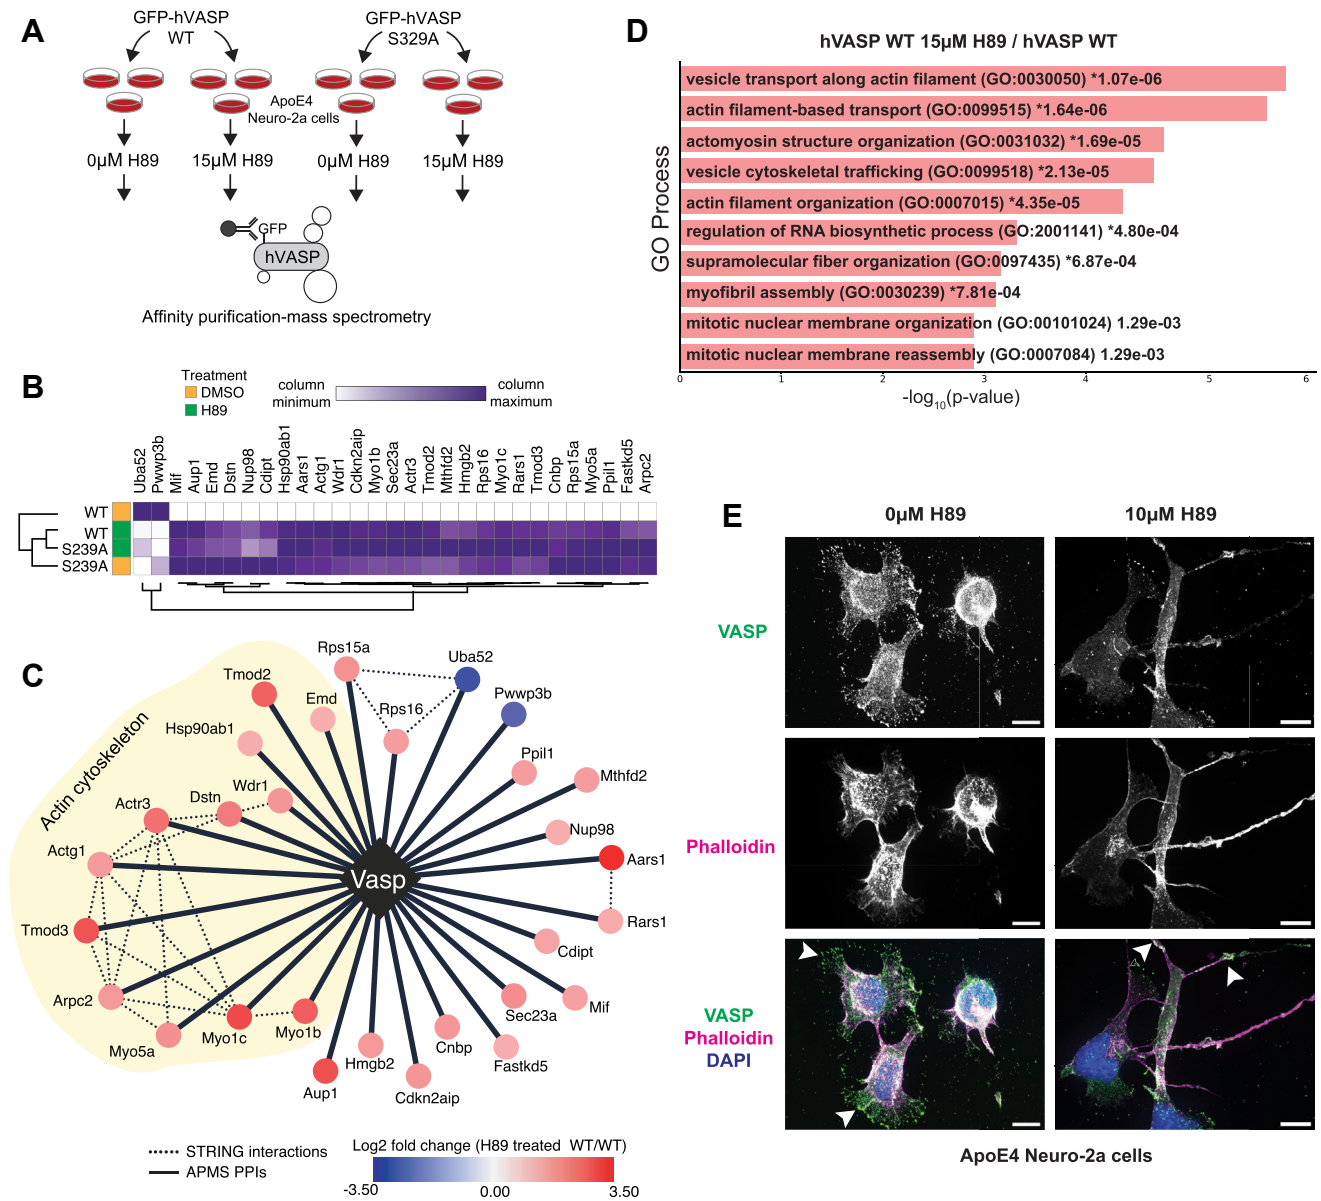 A
GFP-hVASP
WT
GFP-hVASP
S329A
ApoE4
Neuro-2a cells
0µM H89
15µM H89
0µM H89
15µM H89
GFP
hVASP
Affinity purification-mass spectrometry
B
Treatment
DMSO
H89
column
minimum
column
maximum
Uba52
Pwwp3b
Mif
Aup1
Emd
Dstn
Nup98
Cdipt
Hsp90ab1
Aars1
Actg1
Wdr1
Cdkn2aip
Myo1b
Sec23a
Actr3
Tmod2
Mthfd2
Hmgb2
Rps16
Myo1c
Rars1
Tmod3
Cnbp
Rps15a
Myo5a
Ppil1
Fastkd5
Arpc2
WT
WT
S239A
S239A
C
Actin cytoskeleton
Rps15a
Uba52
Tmod2
Emd
Pwwp3b
Rps16
Hsp90ab1
Ppil1
Mthfd2
Wdr1
Dstn
Actr3
Nup98
Actg1
Aars1
Vasp
Tmod3
Rars1
Cdipt
Arpc2
Mif
Myo5a
Myo1c
Myo1b
Sec23a
Cnbp
Fastkd5
Hmgb2
Aup1
Cdkn2aip
STRING interactions
APMS PPIs
Log2 fold change (H89 treated WT/WT)
-3.50
0.00
3.50
D
hVASP WT 15µM H89 / hVASP WT
GO Process
vesicle transport along actin filament (GO:0030050) *1.07e-06
actin filament-based transport (GO:0099515) *1.64e-06
actomyosin structure organization (GO:0031032) *1.69e-05
vesicle cytoskeletal trafficking (GO:0099518) *2.13e-05
actin filament organization (GO:0007015) *4.35e-05
regulation of RNA biosynthetic process (GO:2001141) *4.80e-04
supramolecular fiber organization (GO:0097435) *6.87e-04
myofibril assembly (GO:0030239) *7.81e-04
mitotic nuclear membrane organization (GO:00101024) 1.29e-03
mitotic nuclear membrane reassembly (GO:0007084) 1.29e-03
0 1 2 3 4 5 6
-log10(p-value)
E
0µM H89
10µM H89
VASP
Phalloidin
VASP
Phalloidin
DAPI
ApoE4 Neuro-2a cells